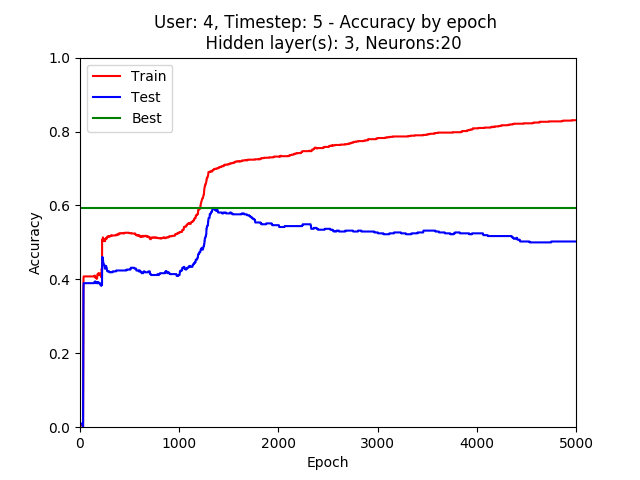 User: 4, Timestep: 5 - Accuracy by epoch
Hidden layer(s): 3, Neurons:20
1.0
Train
Test
Best
0.8
0.6
Accuracy
0.4
0.2
0.0
0 1000 2000 3000 4000 5000
Epoch